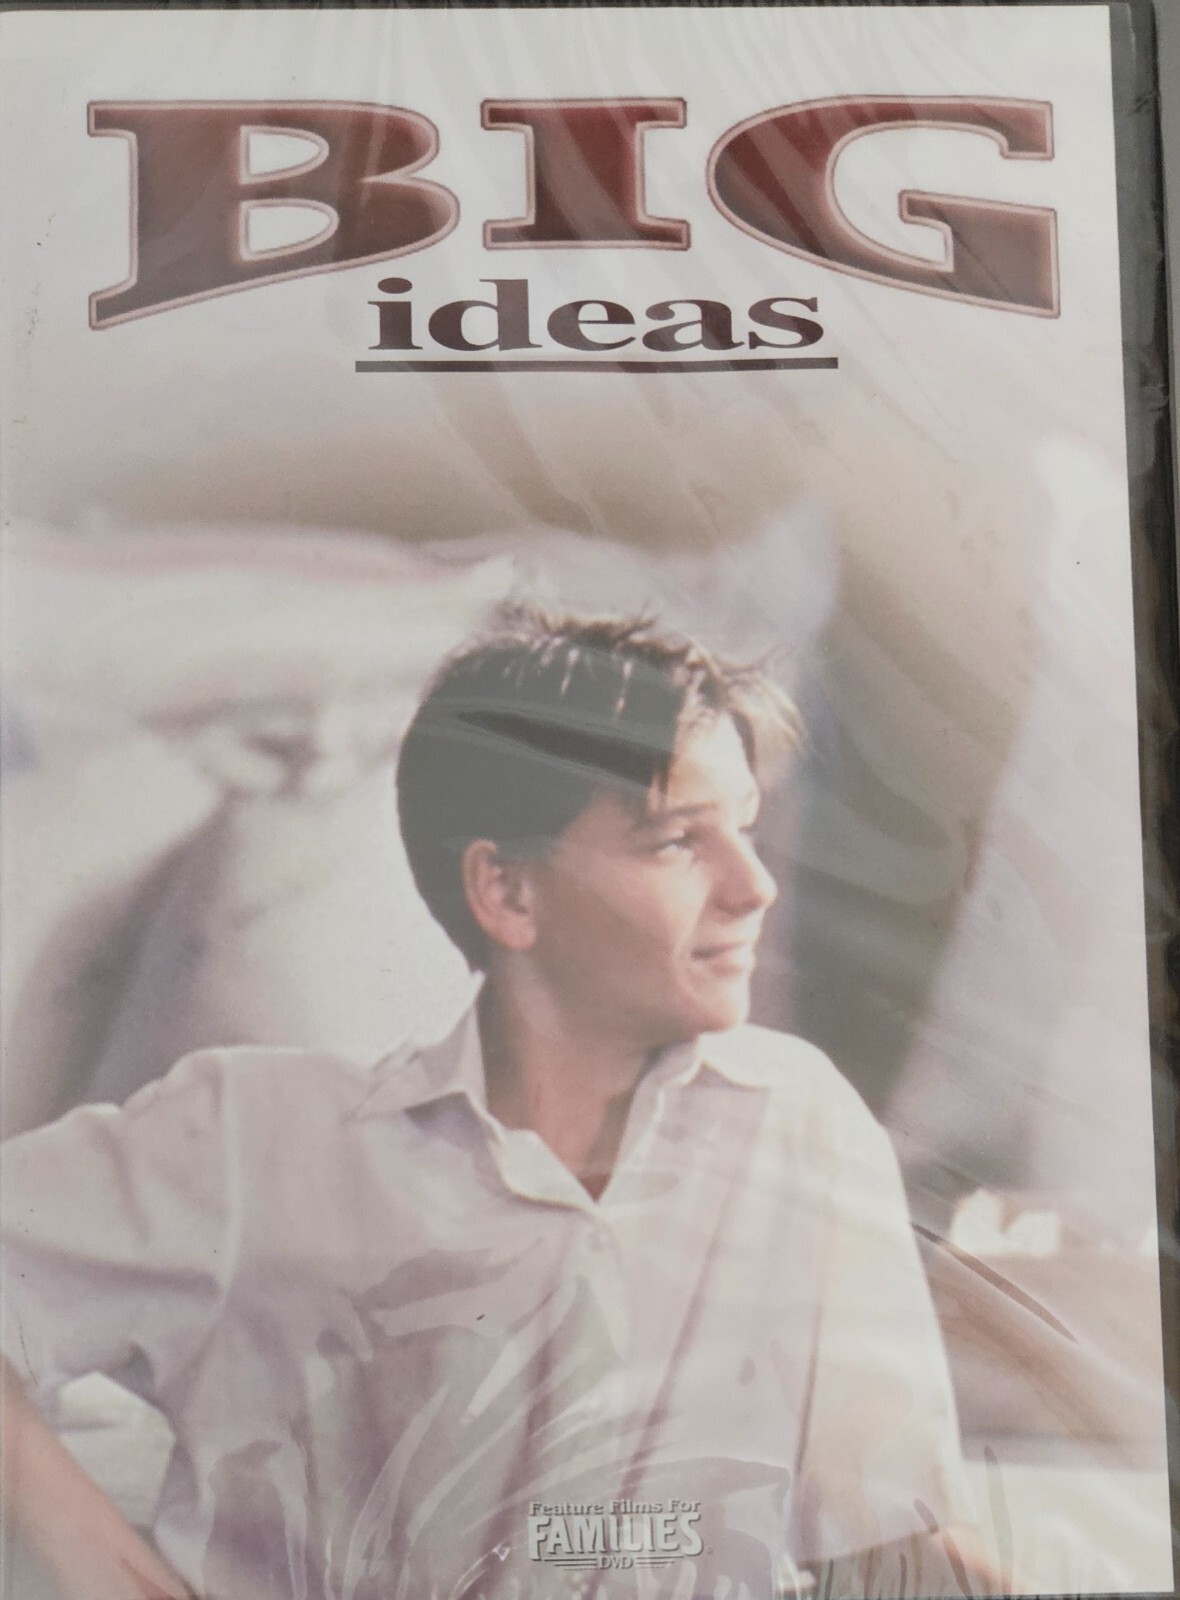 BIG
ideas
Feature Films For
FAMILIES
DVD